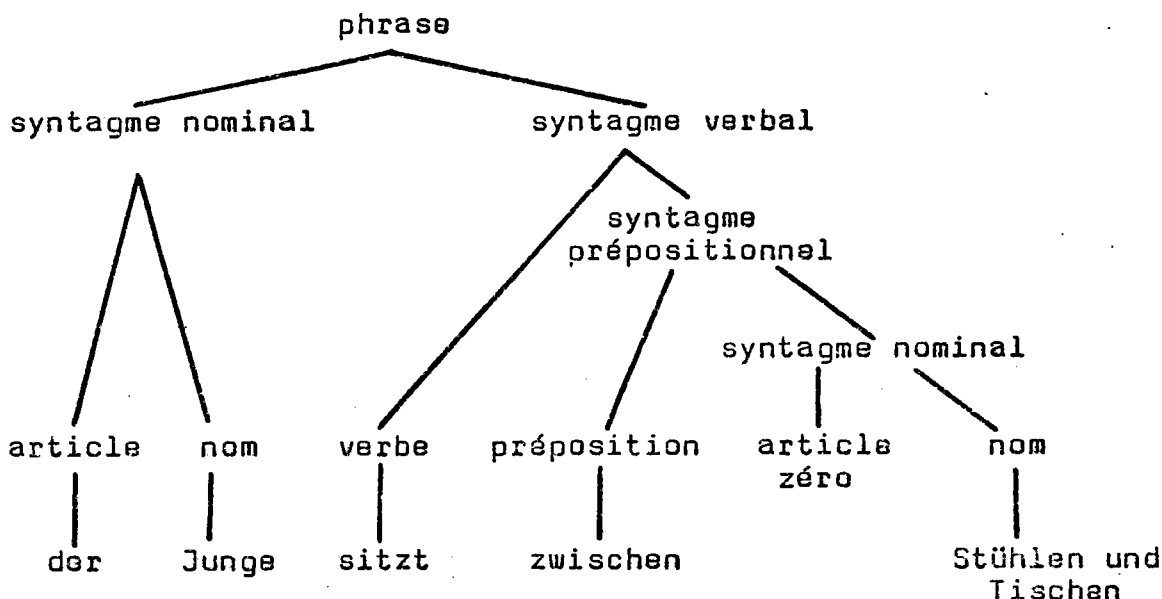 phrase
syntagme nominal syntagme verbal
syntagme
prépositionnel
syntagme nominal
article nom verbe préposition article nom
zéro
der Junge sitzt zwischen Stühlen und
Tischen